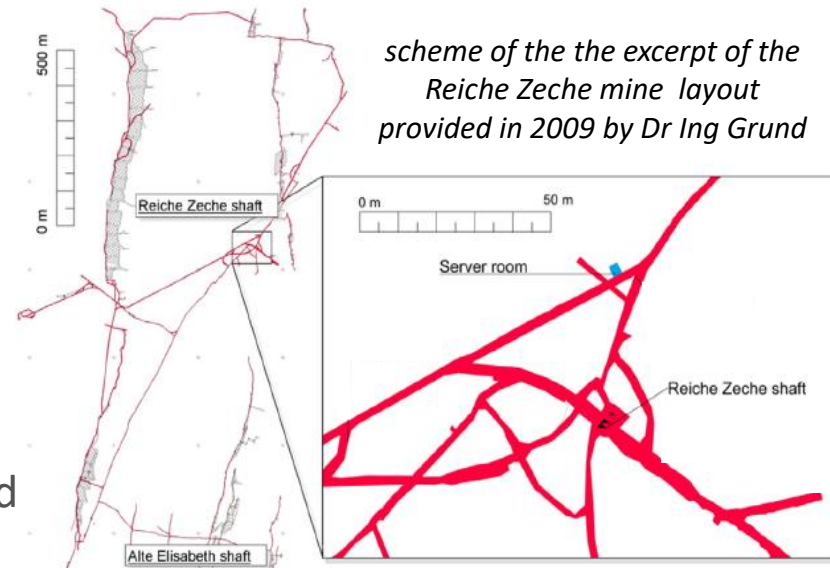 scheme of the the excerpt of the
Reiche Zeche mine layout
provided in 2009 by Dr Ing Grund
500 m
0 m
Reiche Zeche shaft
0 m
50 m
Server room
Reiche Zeche shaft
d
Alte Elisabeth shaft